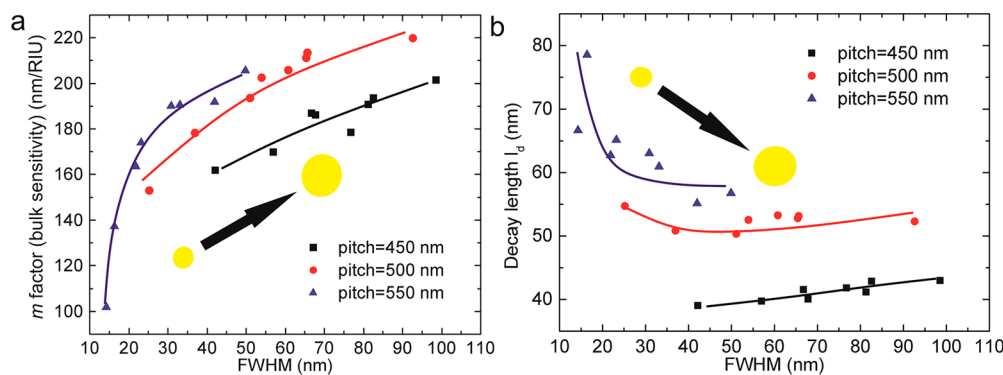 a
m factor (bulk sensitivity) (nm/RIU)
220
200
180
160
140
120
100
pitch=450 nm
pitch=500 nm
pitch=550 nm
10 20 30 40 50 60 70 80 90 100 110
FWHM (nm)
b
Decay length l_d (nm)
80
70
60
50
40
pitch=450 nm
pitch=500 nm
pitch=550 nm
10 20 30 40 50 60 70 80 90 100 110
FWHM (nm)